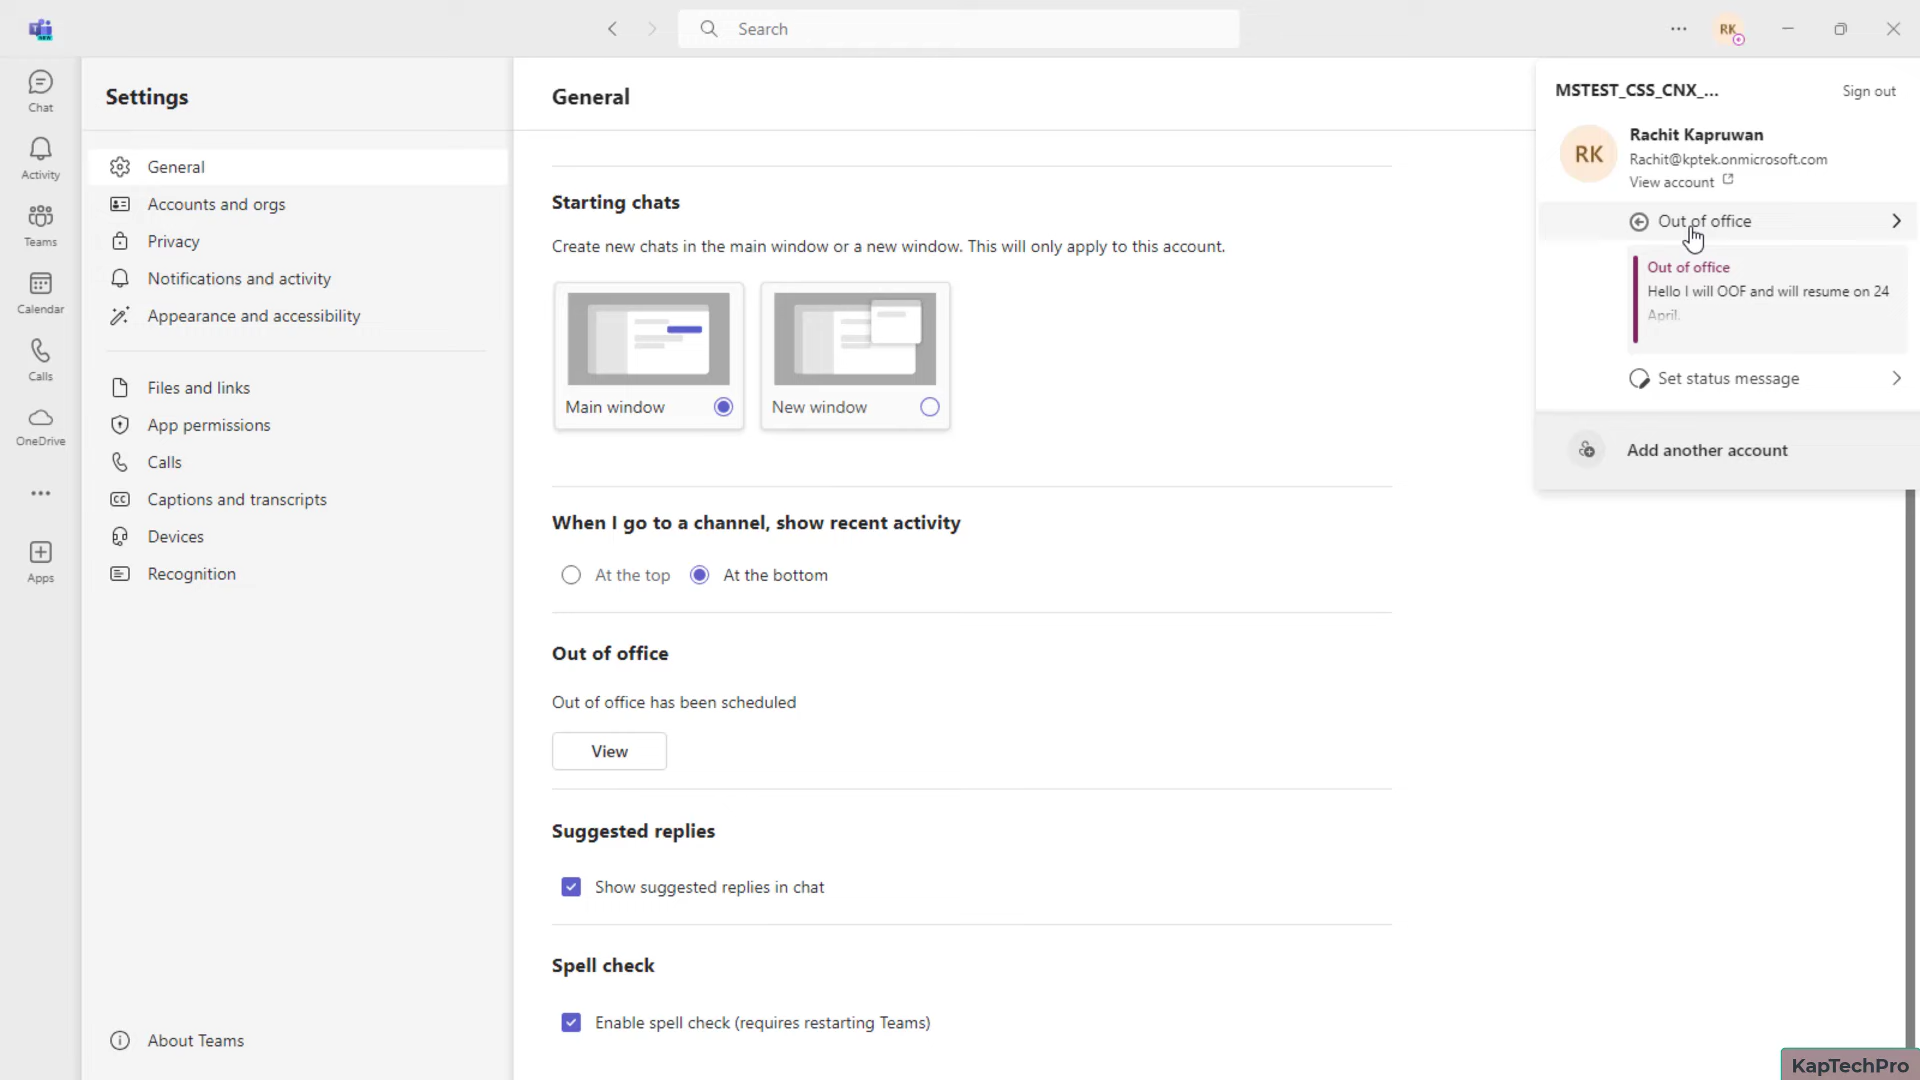 Search
RK
Chat
Activity
Teams
Calendar
Calls
OneDrive
Apps
Settings
General
Accounts and orgs
Privacy
Notifications and activity
Appearance and accessibility
Files and links
App permissions
Calls
Captions and transcripts
Devices
Recognition
About Teams
General
Starting chats
Create new chats in the main window or a new window. This will only apply to this account.
Main window
New window
When I go to a channel, show recent activity
At the top
At the bottom
Out of office
Out of office has been scheduled
View
Suggested replies
Show suggested replies in chat
Spell check
Enable spell check (requires restarting Teams)
MSTEST_CSS_CNX_...
Sign out
RK
Rachit Kapruwan
Rachit@kptek.onmicrosoft.com
View account
Out of office
Out of office
Hello I will OOF and will resume on 24
April.
Set status message
Add another account
KapTechPro